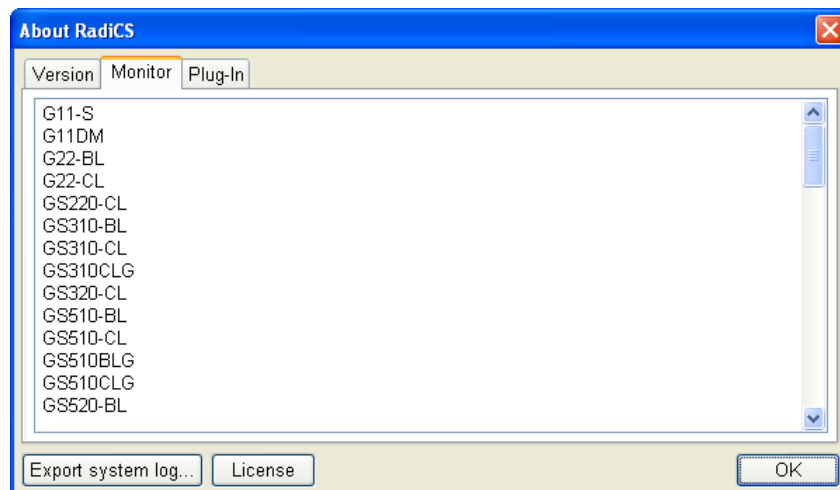 About RadiCS
Version Monitor Plug-In
G11-S
G11DM
G22-BL
G22-CL
GS220-CL
GS310-BL
GS310-CL
GS310CLG
GS320-CL
GS510-BL
GS510-CL
GS510BLG
GS510CLG
GS520-BL
Export system log... License OK